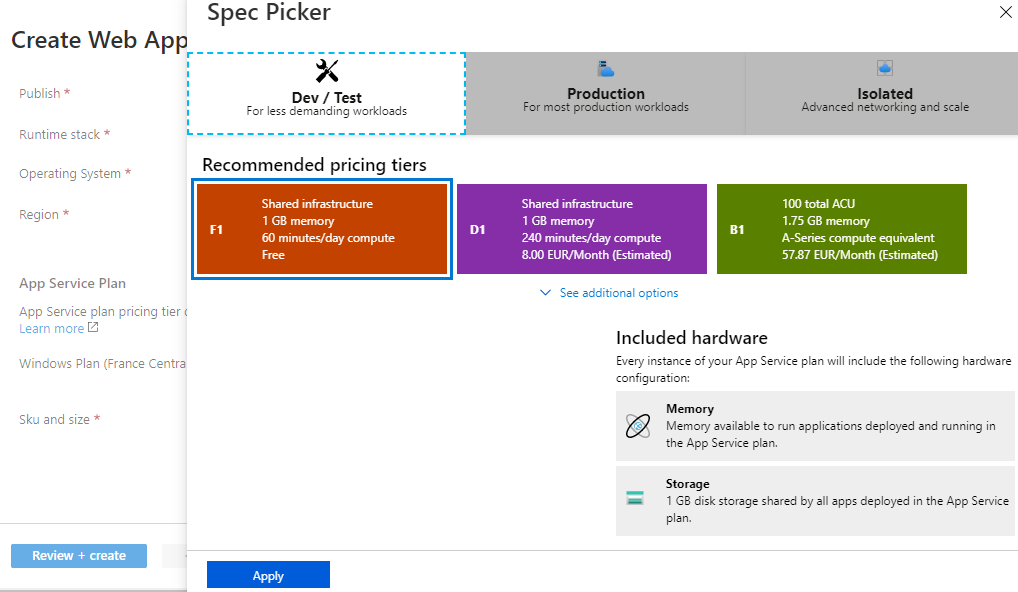 Create Web App
Publish *
Runtime stack *
Operating System *
Region *
App Service Plan
App Service plan pricing tier
Learn more
Windows Plan (France Centra
Sku and size *
Review + create
Spec Picker
Dev / Test
For less demanding workloads
Production
For most production workloads
Isolated
Advanced networking and scale
Recommended pricing tiers
F1
Shared infrastructure
1 GB memory
60 minutes/day compute
Free
D1
Shared infrastructure
1 GB memory
240 minutes/day compute
8.00 EUR/Month (Estimated)
B1
100 total ACU
1.75 GB memory
A-Series compute equivalent
57.87 EUR/Month (Estimated)
See additional options
Included hardware
Every instance of your App Service plan will include the following hardware
configuration:
Memory
Memory available to run applications deployed and running in
the App Service plan.
Storage
1 GB disk storage shared by all apps deployed in the App Service
plan.
Apply